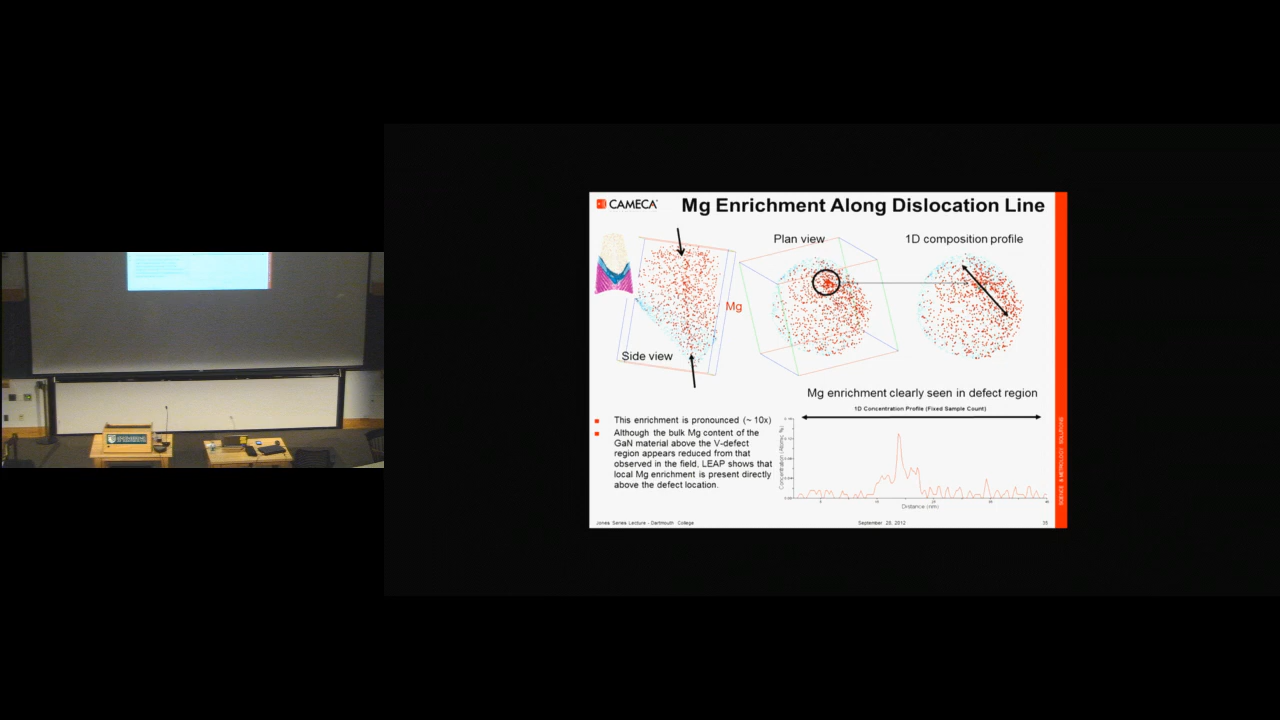 CAMECA
Mg Enrichment Along Dislocation Line
Plan view
1D composition profile
Mg
Side view
Mg enrichment clearly seen in defect region
1D Concentration Profile (Fixed Sample Count)
This enrichment is pronounced (~ 10x)
Although the bulk Mg content of the
GaN material above the V-defect
region appears reduced from that
observed in the field, LEAP shows that
local Mg enrichment is present directly
above the defect location.
Distance (nm)
Jones Series Lecture - Dartmouth College
September 28, 2012
35